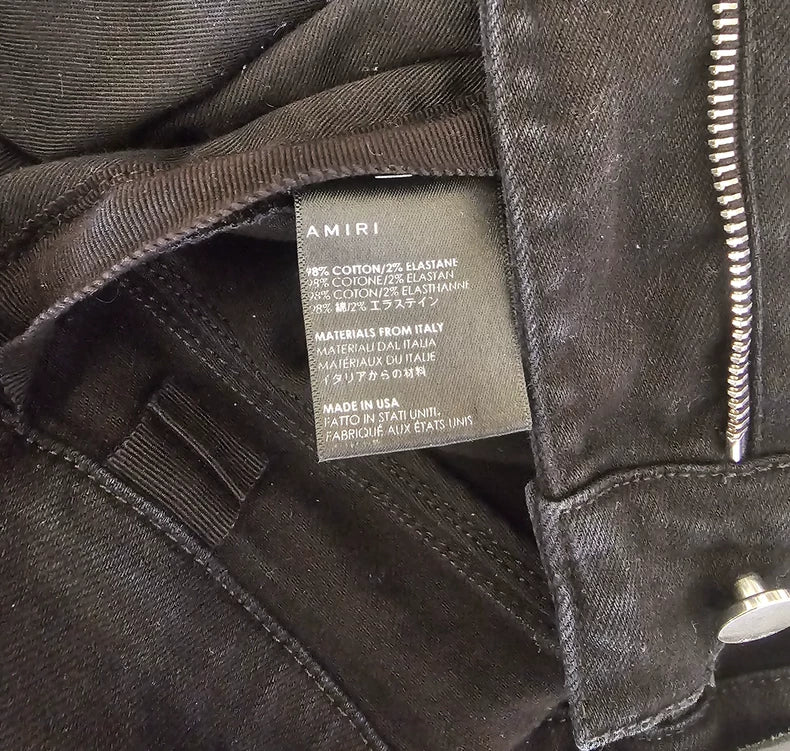 AMIRI
98% COTTON/2% ELASTANE
98% COTONE/2% ELASTAN
98% COTON/2% ELASTHANNE
98% 綿/2% エラステイン
MATERIALS FROM ITALY
MATERIALI DAL ITALIA
MATÉRIAUX DU ITALIE
イタリアからの材料
MADE IN USA
FATTO IN STATI UNITI.
FABRIQUÉ AUX ÉTATS UNIS